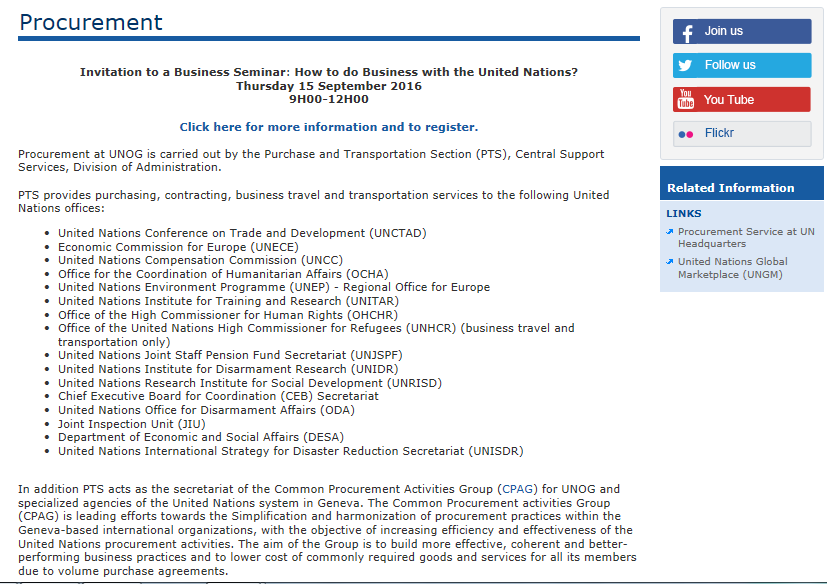 Procurement
Invitation to a Business Seminar: How to do Business with the United Nations?
Thursday 15 September 2016
9H00-12H00
Click here for more information and to register.
Procurement at UNOG is carried out by the Purchase and Transportation Section (PTS), Central Support
Services, Division of Administration.
PTS provides purchasing, contracting, business travel and transportation services to the following United
Nations offices:
United Nations Conference on Trade and Development (UNCTAD)
Economic Commission for Europe (UNECE)
United Nations Compensation Commission (UNCC)
Office for the Coordination of Humanitarian Affairs (OCHA)
United Nations Environment Programme (UNEP) - Regional Office for Europe
United Nations Institute for Training and Research (UNITAR)
Office of the High Commissioner for Human Rights (OHCHR)
Office of the United Nations High Commissioner for Refugees (UNHCR) (business travel and
transportation only)
United Nations Joint Staff Pension Fund Secretariat (UNJSPF)
United Nations Institute for Disarmament Research (UNIDR)
United Nations Research Institute for Social Development (UNRISD)
Chief Executive Board for Coordination (CEB) Secretariat
United Nations Office for Disarmament Affairs (ODA)
Joint Inspection Unit (JIU)
Department of Economic and Social Affairs (DESA)
United Nations International Strategy for Disaster Reduction Secretariat (UNISDR)
In addition PTS acts as the secretariat of the Common Procurement Activities Group (CPAG) for UNOG and
specialized agencies of the United Nations system in Geneva. The Common Procurement activities Group
(CPAG) is leading efforts towards the Simplification and harmonization of procurement practices within the
Geneva-based international organizations, with the objective of increasing efficiency and effectiveness of the
United Nations procurement activities. The aim of the Group is to build more effective, coherent and better-
performing business practices and to lower cost of commonly required goods and services for all its members
due to volume purchase agreements.
Join us
Follow us
You Tube
You Tube
Flickr
Related Information
LINKS
Procurement Service at UN
Headquarters
United Nations Global
Marketplace (UNGM)